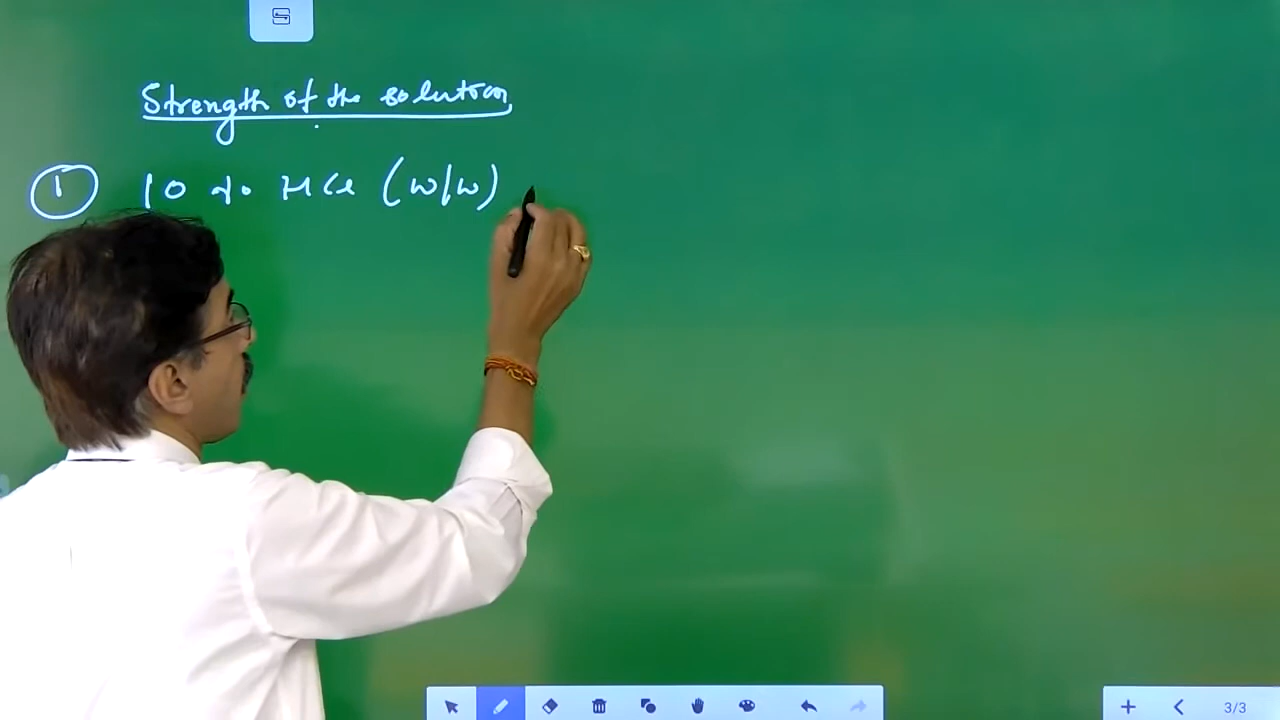 Strength of the solution
1 10 % HCl (W/W)
3/3